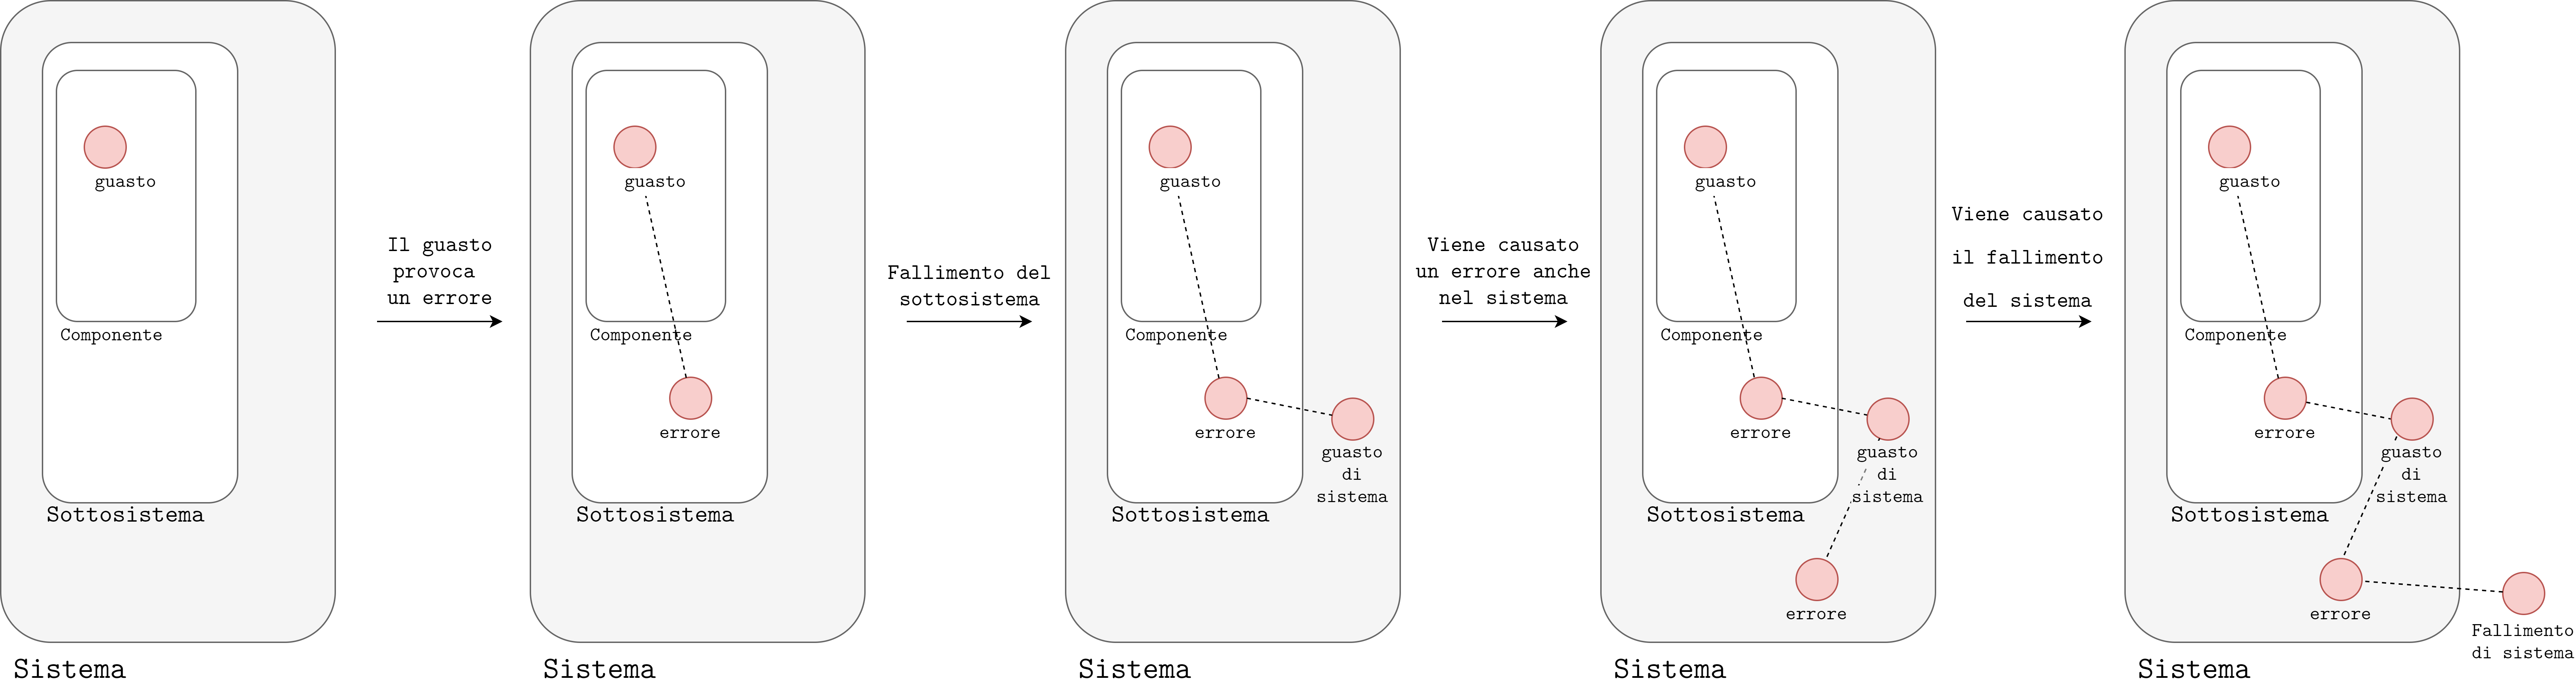 guasto
Componente
Sottosistema
Sistema
Il guasto
provoca
un errore
guasto
Componente
errore
Sottosistema
Sistema
Fallimento del
sottosistema
guasto
Componente
errore
guasto
di
sistema
Sottosistema
Sistema
Viene causato
un errore anche
nel sistema
guasto
Componente
errore
guasto
di
sistema
Sottosistema
errore
Sistema
Viene causato
il fallimento
del sistema
guasto
Componente
errore
guasto
di
sistema
Sottosistema
errore
Fallimento
di sistema
Sistema